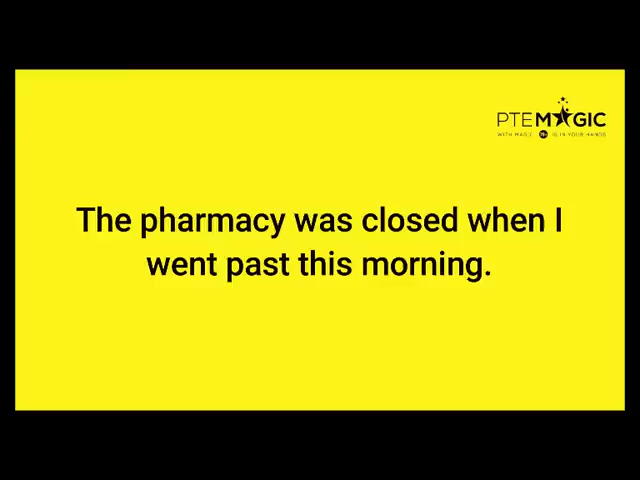 PTEMAGIC
The pharmacy was closed when I
went past this morning.